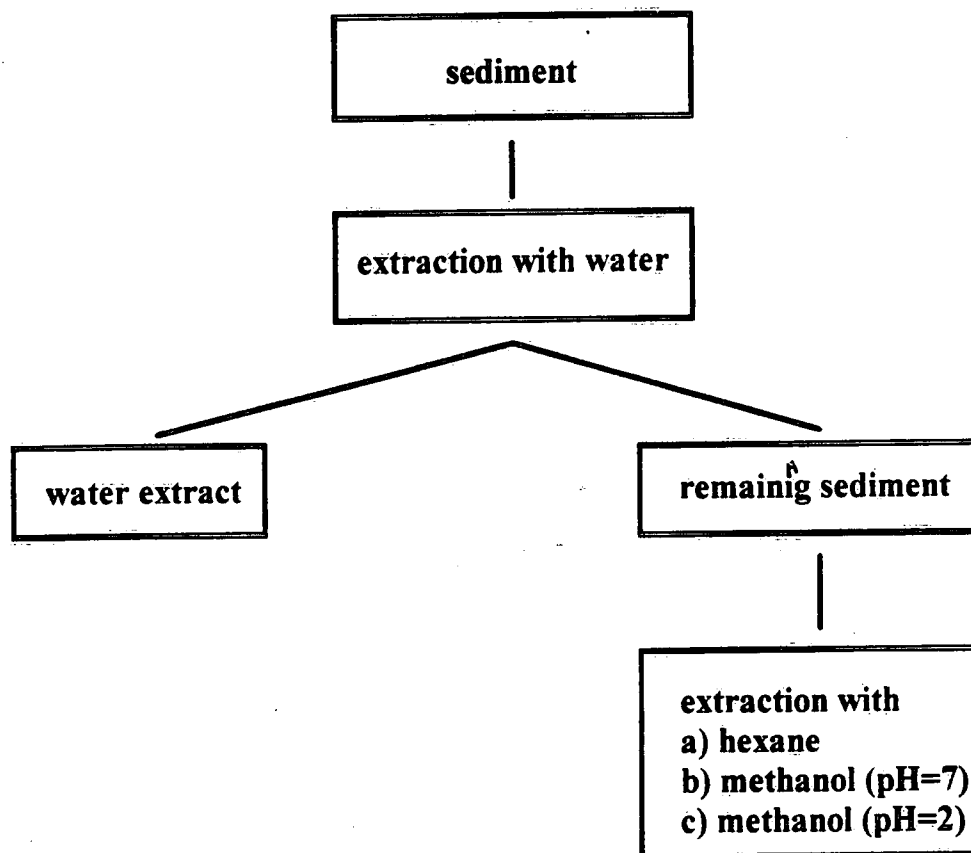 sediment
extraction with water
water extract
remainig sediment
extraction with
a) hexane
b) methanol (pH=7)
c) methanol (pH=2)